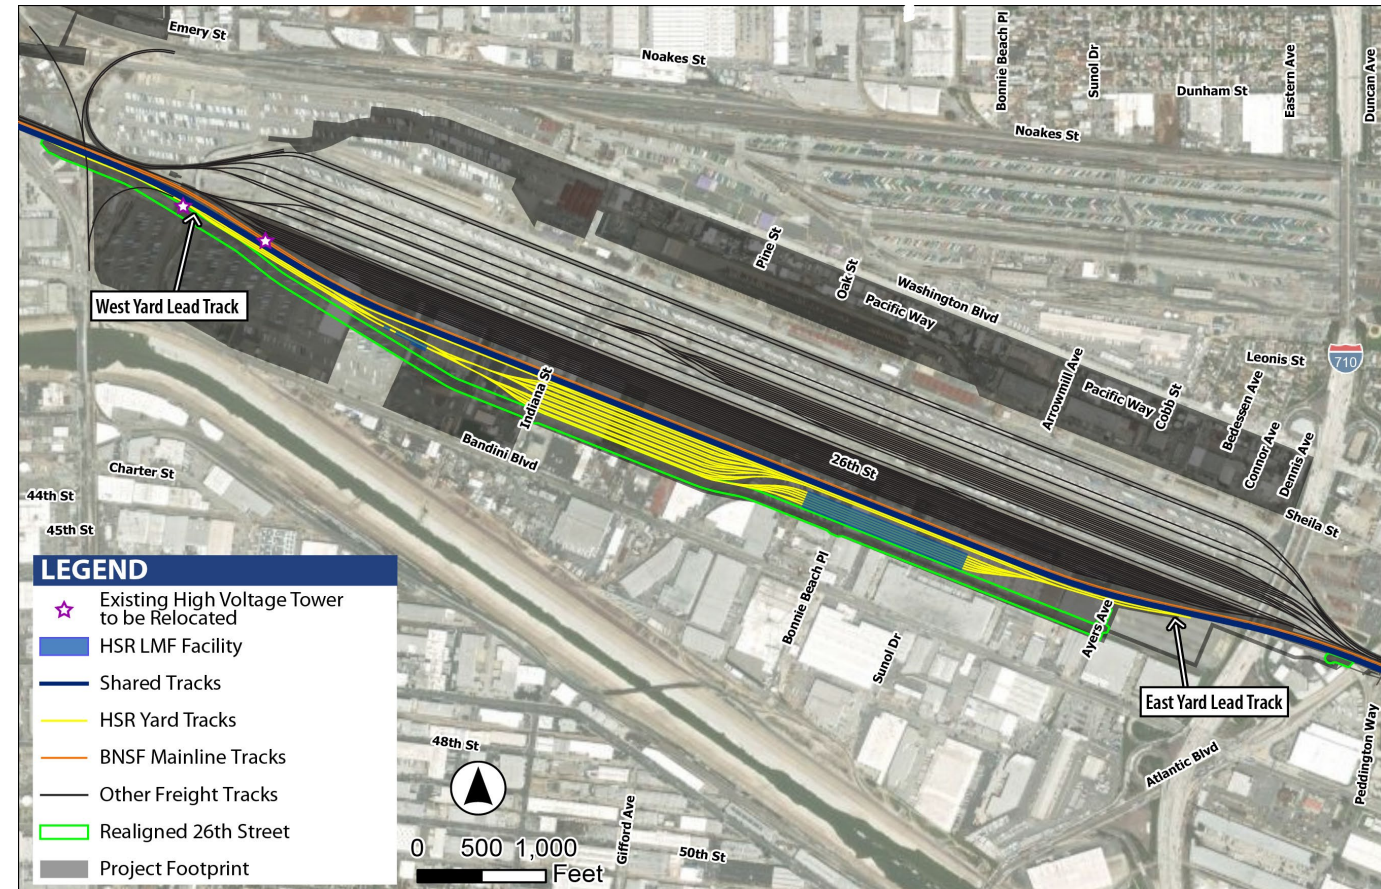 Emery St
Noakes St
Bonnie Beach Pl
Sunol Dr
Dunham St
Eastern Ave
Duncan Ave
Noakes St
Pine St
Oak St
Washington Blvd
Pacific Way
West Yard Lead Track
Arrowmill Ave
Pacific Way
Cobb St
Leonis St
710
Bedessen Ave
Connor Ave
Dennis Ave
Sheila St
Indiana St
Bandini Blvd
26th St
Charter St
44th St
45th St
Bonnie Beach Pl
Sunol Dr
Ayers Ave
East Yard Lead Track
Atlantic Blvd
Peddington Way
48th St
Gifford Ave
50th St
LEGEND
Existing High Voltage Tower
to be Relocated
HSR LMF Facility
Shared Tracks
HSR Yard Tracks
BNSF Mainline Tracks
Other Freight Tracks
Realigned 26th Street
Project Footprint
0 500 1,000
Feet